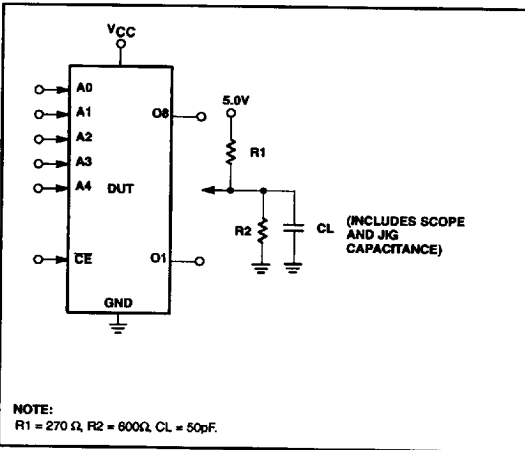 VCC
A0
A1
A2
A3
A4
DUT
O8
O1
CE
GND
5.0V
R1
R2
CL
(INCLUDES SCOPE
AND JIG
CAPACITANCE)
NOTE:
R1 = 270 Ω, R2 = 600Ω, CL = 50pF.